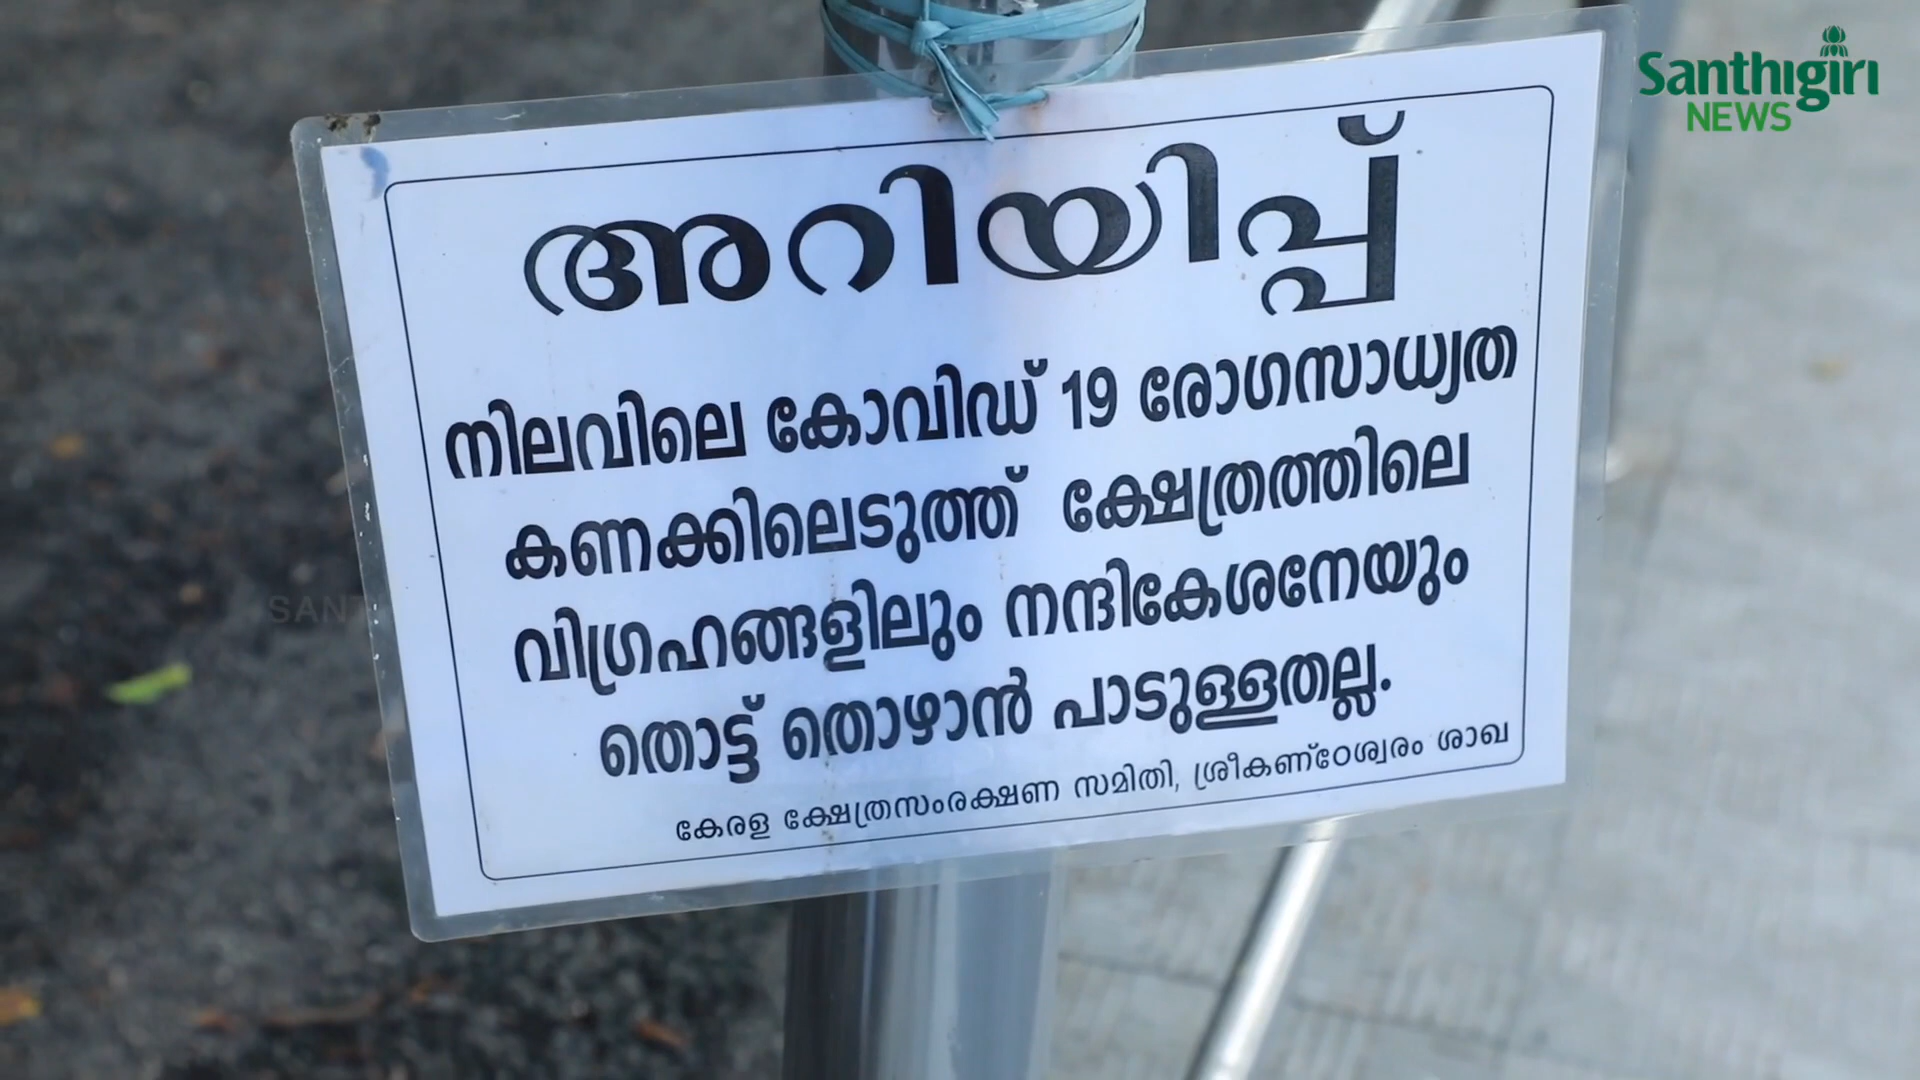 Santhigiri
NEWS
അറിയിപ്പ്
നിലവിലെ കോവിഡ് 19 രോഗസാധ്യത
കണക്കിലെടുത്ത് ക്ഷേത്രത്തിലെ
വിഗ്രഹങ്ങളിലും നന്ദികേശനേയും
തൊട്ട് തൊഴാൻ പാടുള്ളതല്ല.
കേരള ക്ഷേത്രസംരക്ഷണ സമിതി, ശ്രീകണ്ഠേശ്വരം ശാഖ